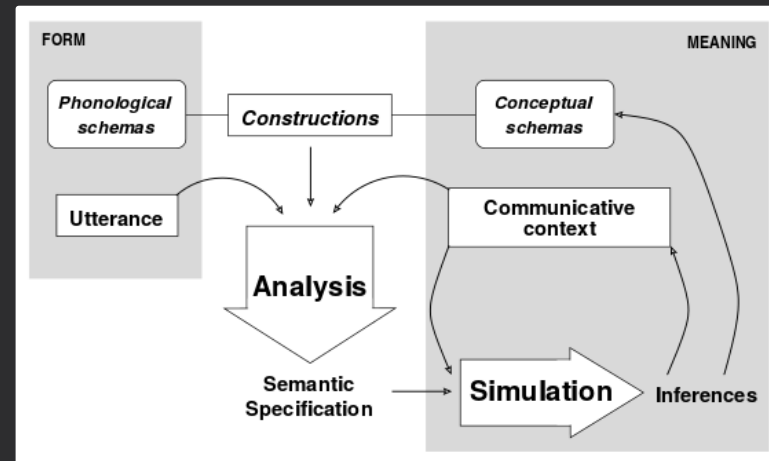 FORM
MEANING
Phonological
schemas
Constructions
Conceptual
schemas
Utterance
Communicative
context
Analysis
Semantic
Specification
Simulation
Inferences